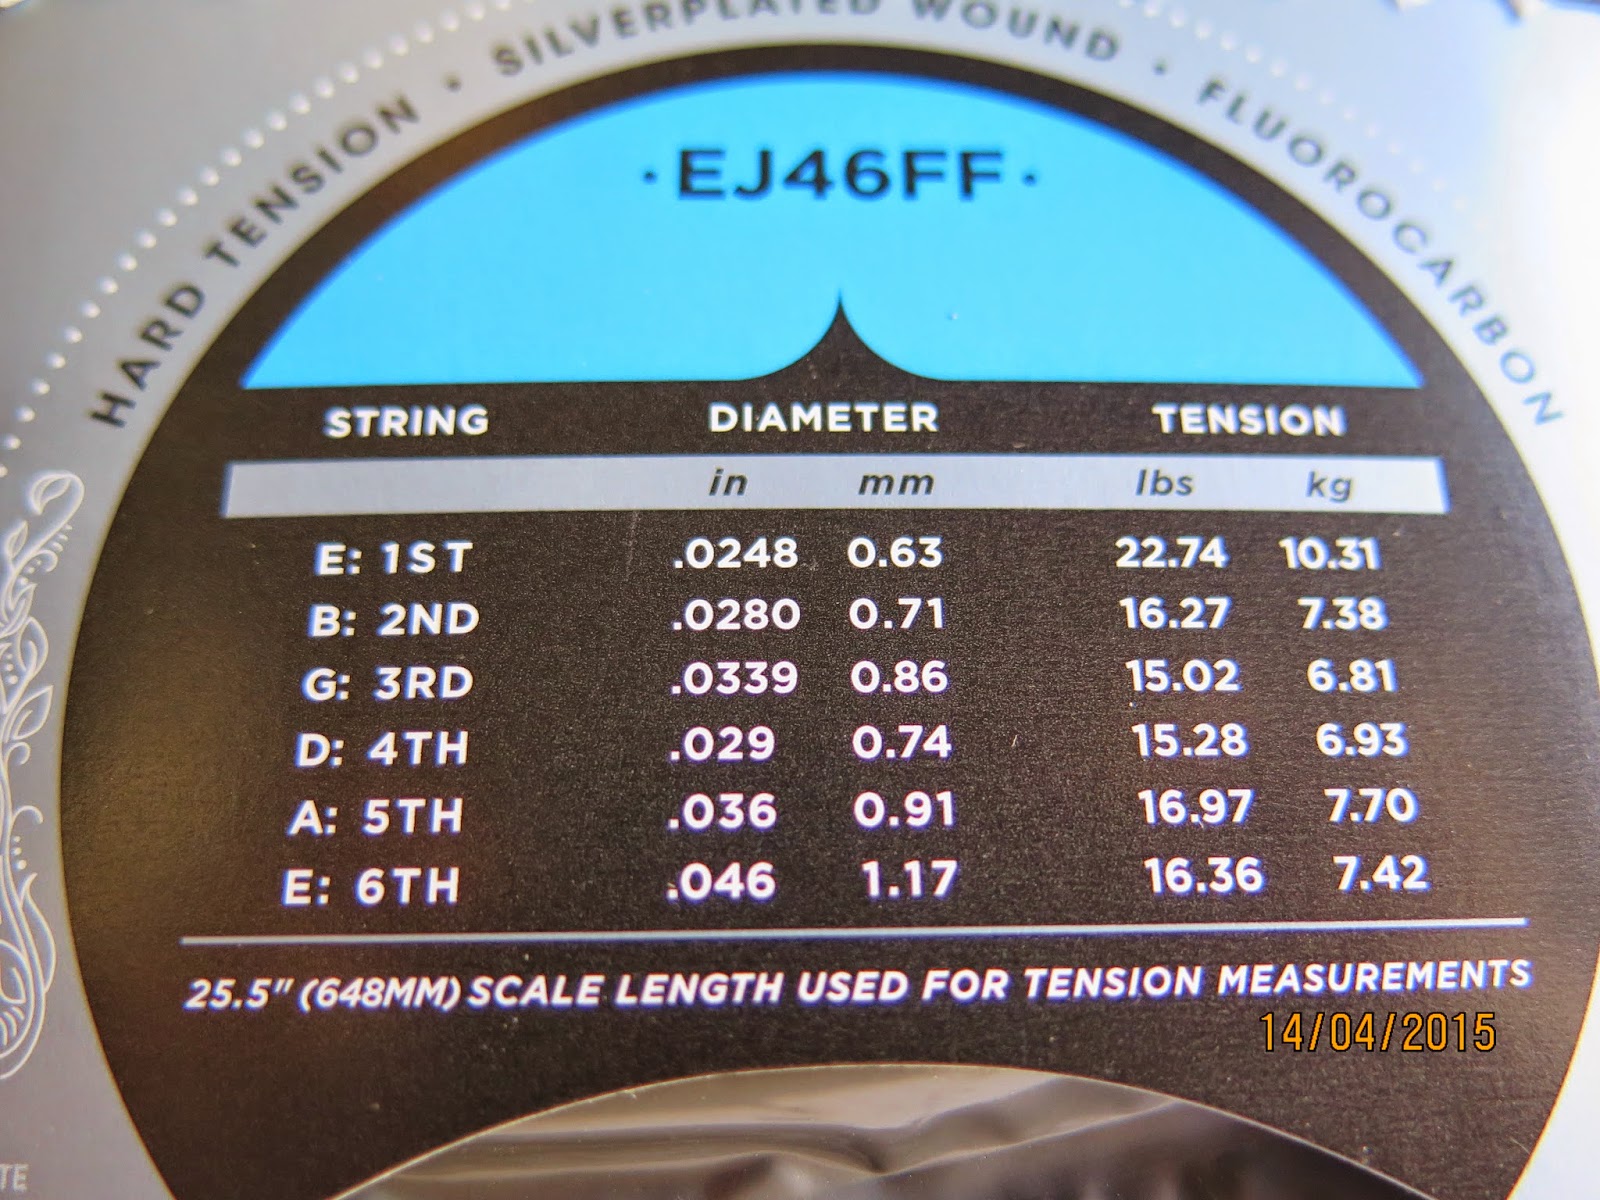 HARD TENSION • SILVERPLATED WOUND • FLUOROCARBON
·EJ46FF·
STRING DIAMETER TENSION
in mm lbs kg
E: 1ST .0248 0.63 22.74 10.31
B: 2ND .0280 0.71 16.27 7.38
G: 3RD .0339 0.86 15.02 6.81
D: 4TH .029 0.74 15.28 6.93
A: 5TH .036 0.91 16.97 7.70
E: 6TH .046 1.17 16.36 7.42
25.5" (648MM) SCALE LENGTH USED FOR TENSION MEASUREMENTS
14/04/2015